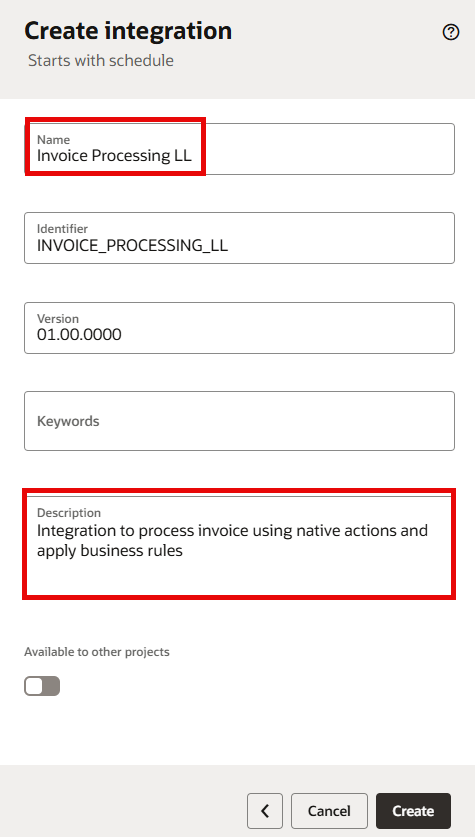 Create integration
Starts with schedule
Name
Invoice Processing LL
Identifier
INVOICE_PROCESSING_LL
Version
01.00.0000
Keywords
Description
Integration to process invoice using native actions and
apply business rules
Available to other projects
Cancel
Create